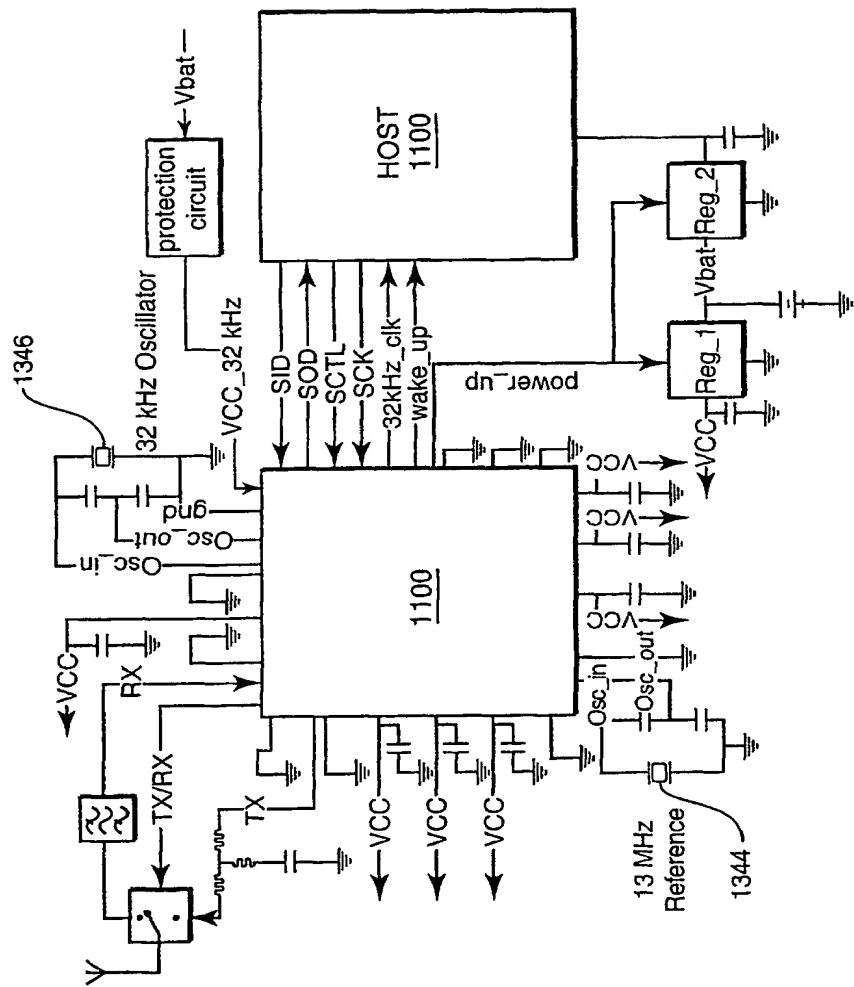 1346
32 kHz Oscillator
protection
circuit
Vbat
VCC_32 kHz
gnd
Osc_out
Osc_in
VCC
RX
TX/RX
TX
SID
SOD
SCTL
SCK
32kHz_clk
wake_up
power_up
HOST
1100
1100
Reg_1
Vbat
Reg_2
VCC
VCC
VCC
VCC
VCC
VCC
VCC
Osc_in
Osc_out
13 MHz
Reference
1344